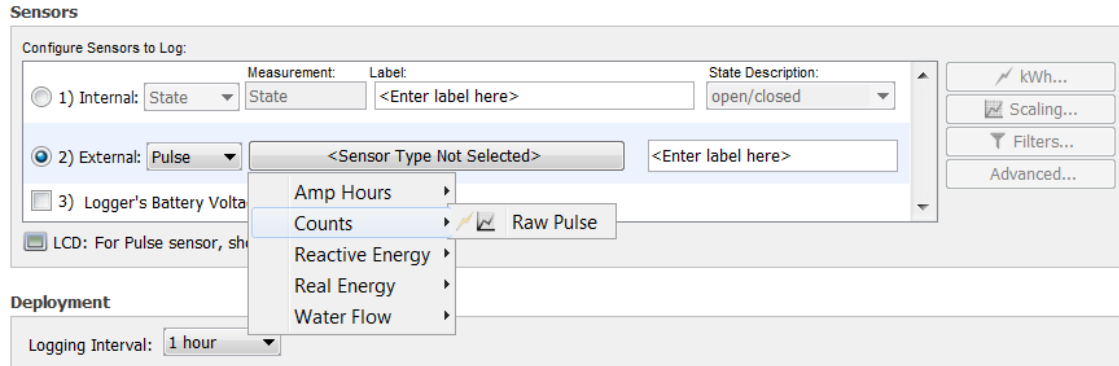 Sensors
Configure Sensors to Log:
Measurement: Label: State Description:
1) Internal: State State <Enter label here> open/closed
kWh...
Scaling...
2) External: Pulse <Sensor Type Not Selected> <Enter label here>
Filters...
Advanced...
Amp Hours
3) Logger's Battery Volta
Counts Raw Pulse
LCD: For Pulse sensor, sho
Reactive Energy
Real Energy
Water Flow
Deployment
Logging Interval: 1 hour